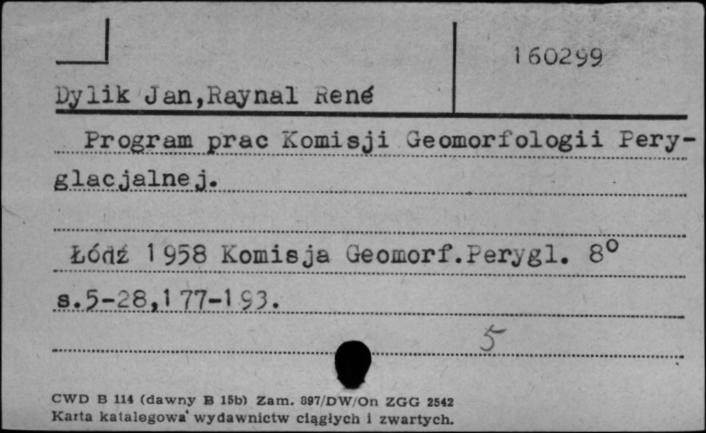 160299
Dylik Jan,Raynal René
Program prac Komisji Geomorfologii Pery-
glacjalnej.
Łódź 1958 Komisja Geomorf.Perygl. 8°
s.5-28,177-193.
5
CWD B 114 (dawny B 15b) Zam. 897/DW/On ZGG 2542
Karta katalogowa wydawnictw ciągłych i zwartych.